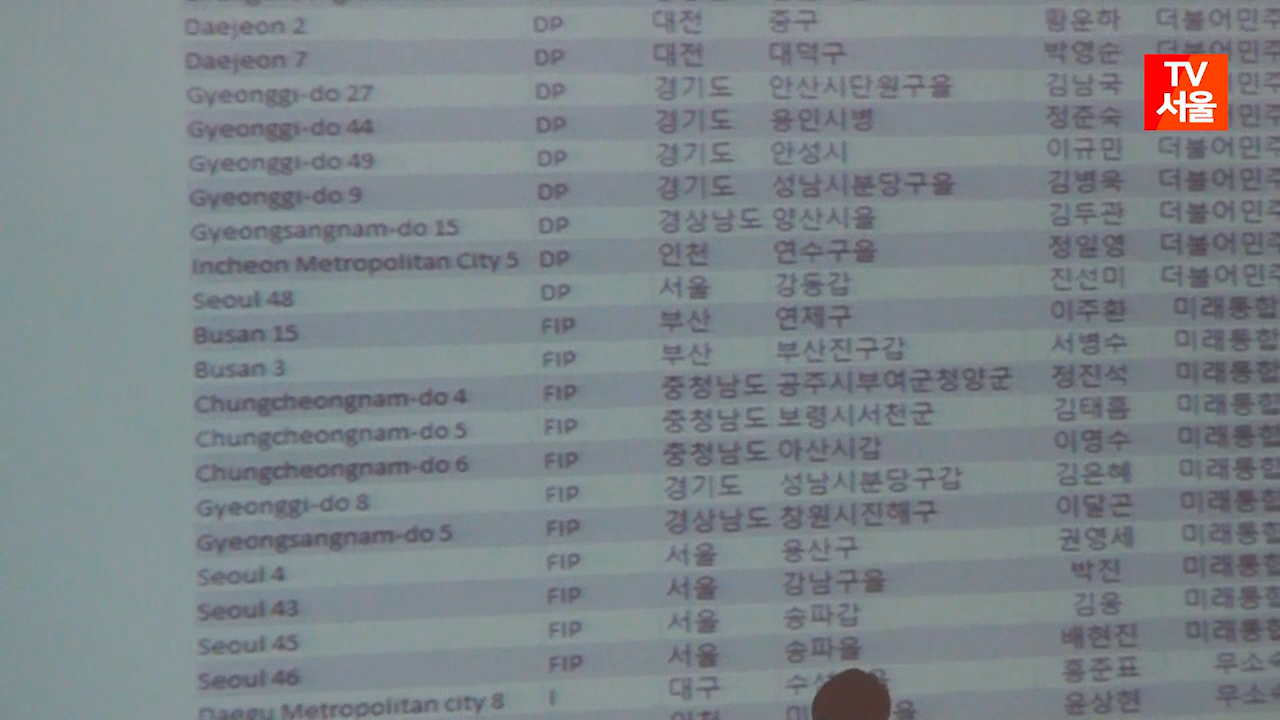 TV
서울
Daejeon 2 DP 대전 중구 황운하 더불어민주
Daejeon 7 DP 대전 대덕구 박영순
Gyeonggi-do 27 DP 경기도 안산시단원구을 김남국
Gyeonggi-do 44 DP 경기도 용인시병 정춘숙
Gyeonggi-do 49 DP 경기도 안성시 이규민 더불어민주
Gyeonggi-do 9 DP 경기도 성남시분당구을 김병욱 더불어민주
Gyeongsangnam-do 15 DP 경상남도 양산시을 김두관 더불어민주
Incheon Metropolitan City 5 DP 인천 연수구을 정일영 더불어민주
Seoul 48 DP 서울 강동갑 진선미 더불어민주
Busan 15 FIP 부산 연제구 이주환 미래통합
Busan 3 FIP 부산 부산진구갑 서병수 미래통합
Chungcheongnam-do 4 FIP 충청남도 공주시부여군청양군 정진석 미래통합
Chungcheongnam-do 5 FIP 충청남도 보령시서천군 김태흠 미래통합
Chungcheongnam-do 6 FIP 충청남도 아산시갑 이명수 미래통합
Gyeonggi-do 8 FIP 경기도 성남시분당구갑 김은혜 미래통합
Gyeongsangnam-do 5 FIP 경상남도 창원시진해구 이달곤 미래통합
Seoul 4 FIP 서울 용산구 권영세 미래통합
Seoul 43 FIP 서울 강남구을 박진 미래통합
Seoul 45 FIP 서울 송파갑 김웅 미래통합
Seoul 46 FIP 서울 송파을 배현진 미래통합
Daegu Metropolitan city 8 I 대구 홍준표 무소속
인천 윤상현 무소